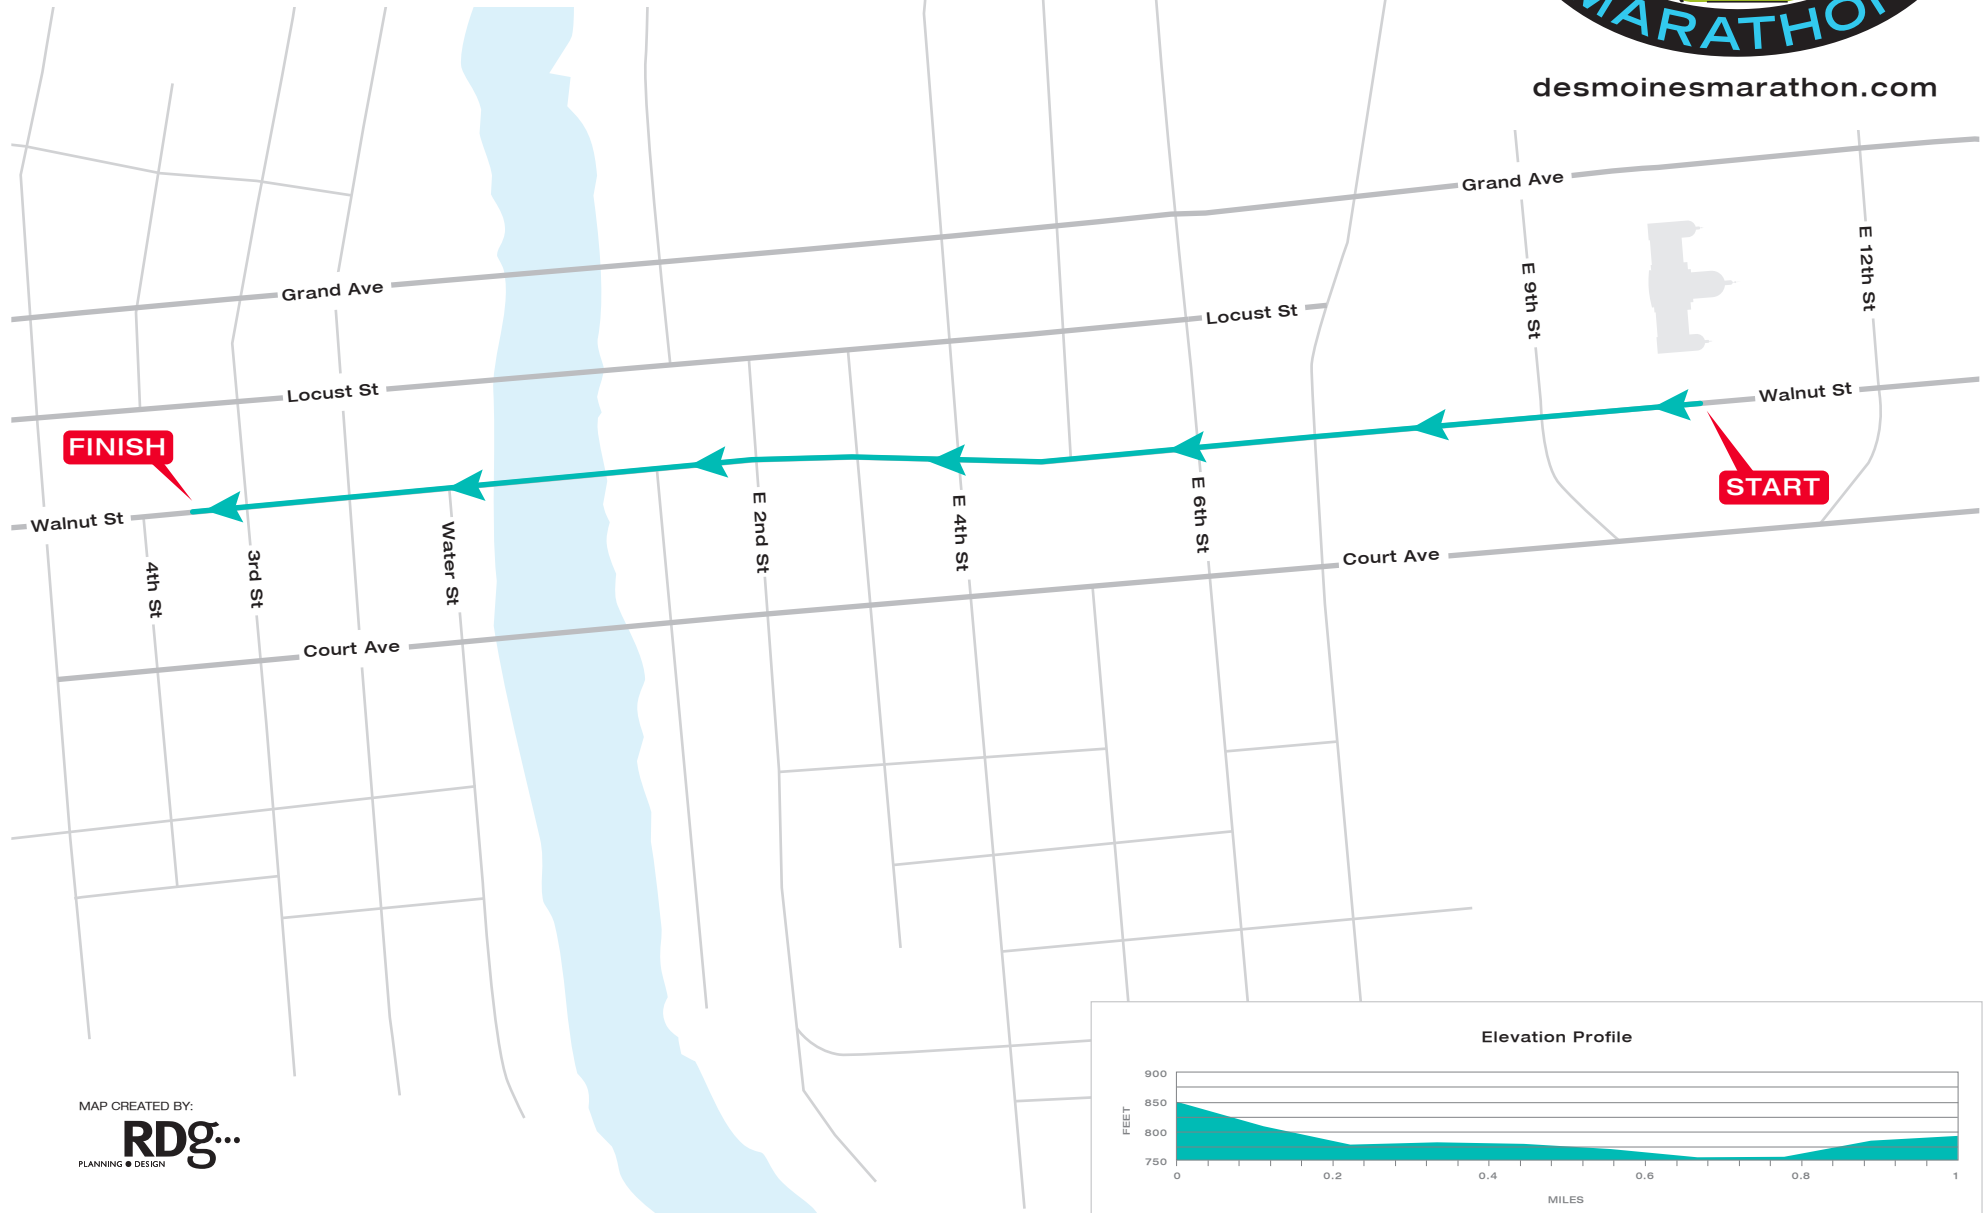 MARATHON
desmoinesmarathon.com
Grand Ave
E 12th St
E 9th St
Grand Ave
Locust St
Locust St
Walnut St
FINISH
START
Walnut St
E 2nd St
E 4th St
E 6th St
Water St
3rd St
4th St
Court Ave
Court Ave
Elevation Profile
900
850
800
750
FEET
0
0.2
0.4
0.6
0.8
1
MILES
MAP CREATED BY:
RDg...
PLANNING • DESIGN